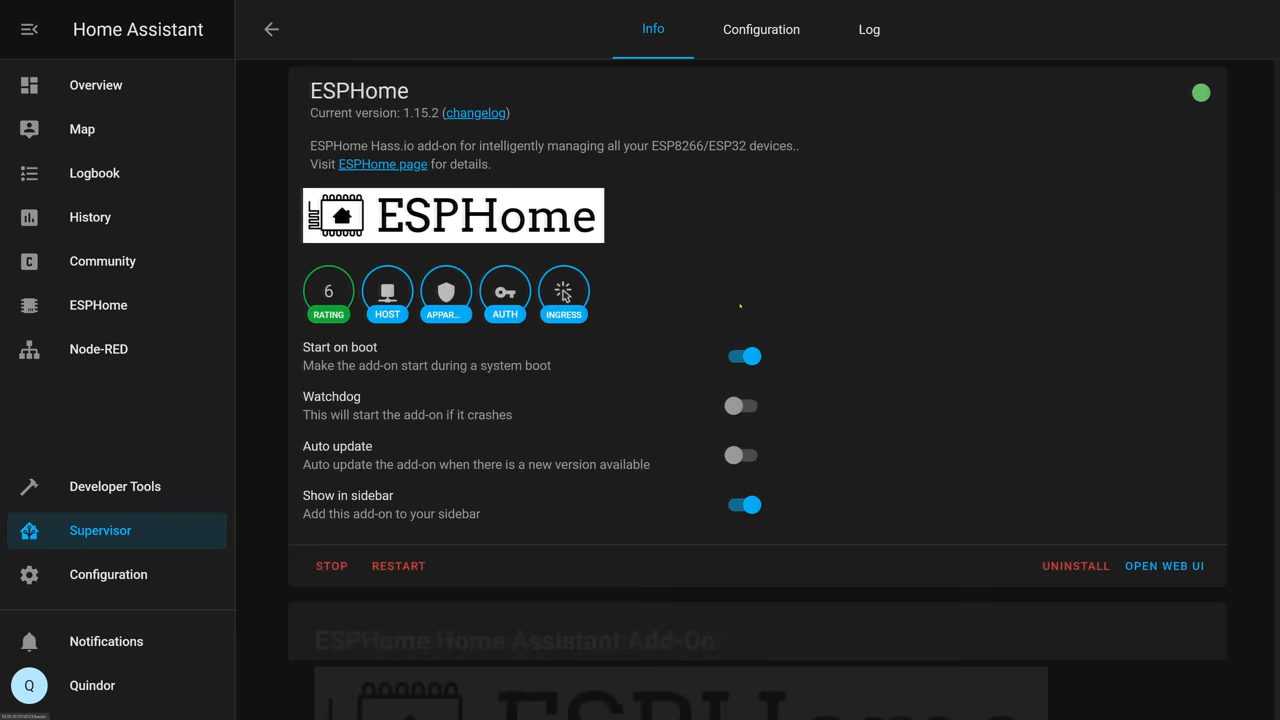 Home Assistant
Overview
Map
Logbook
History
Community
ESPHome
Node-RED
Developer Tools
Supervisor
Configuration
Notifications
Q
Quindor
Info
Configuration
Log
ESPHome
Current version: 1.15.2 (changelog)
ESPHome Hass.io add-on for intelligently managing all your ESP8266/ESP32 devices..
Visit ESPHome page for details.
ESPHome
6
RATING
HOST
APPAR...
AUTH
INGRESS
Start on boot
Make the add-on start during a system boot
Watchdog
This will start the add-on if it crashes
Auto update
Auto update the add-on when there is a new version available
Show in sidebar
Add this add-on to your sidebar
STOP
RESTART
UNINSTALL
OPEN WEB UI
ESPHome Home Assistant Add-On
ESPHome